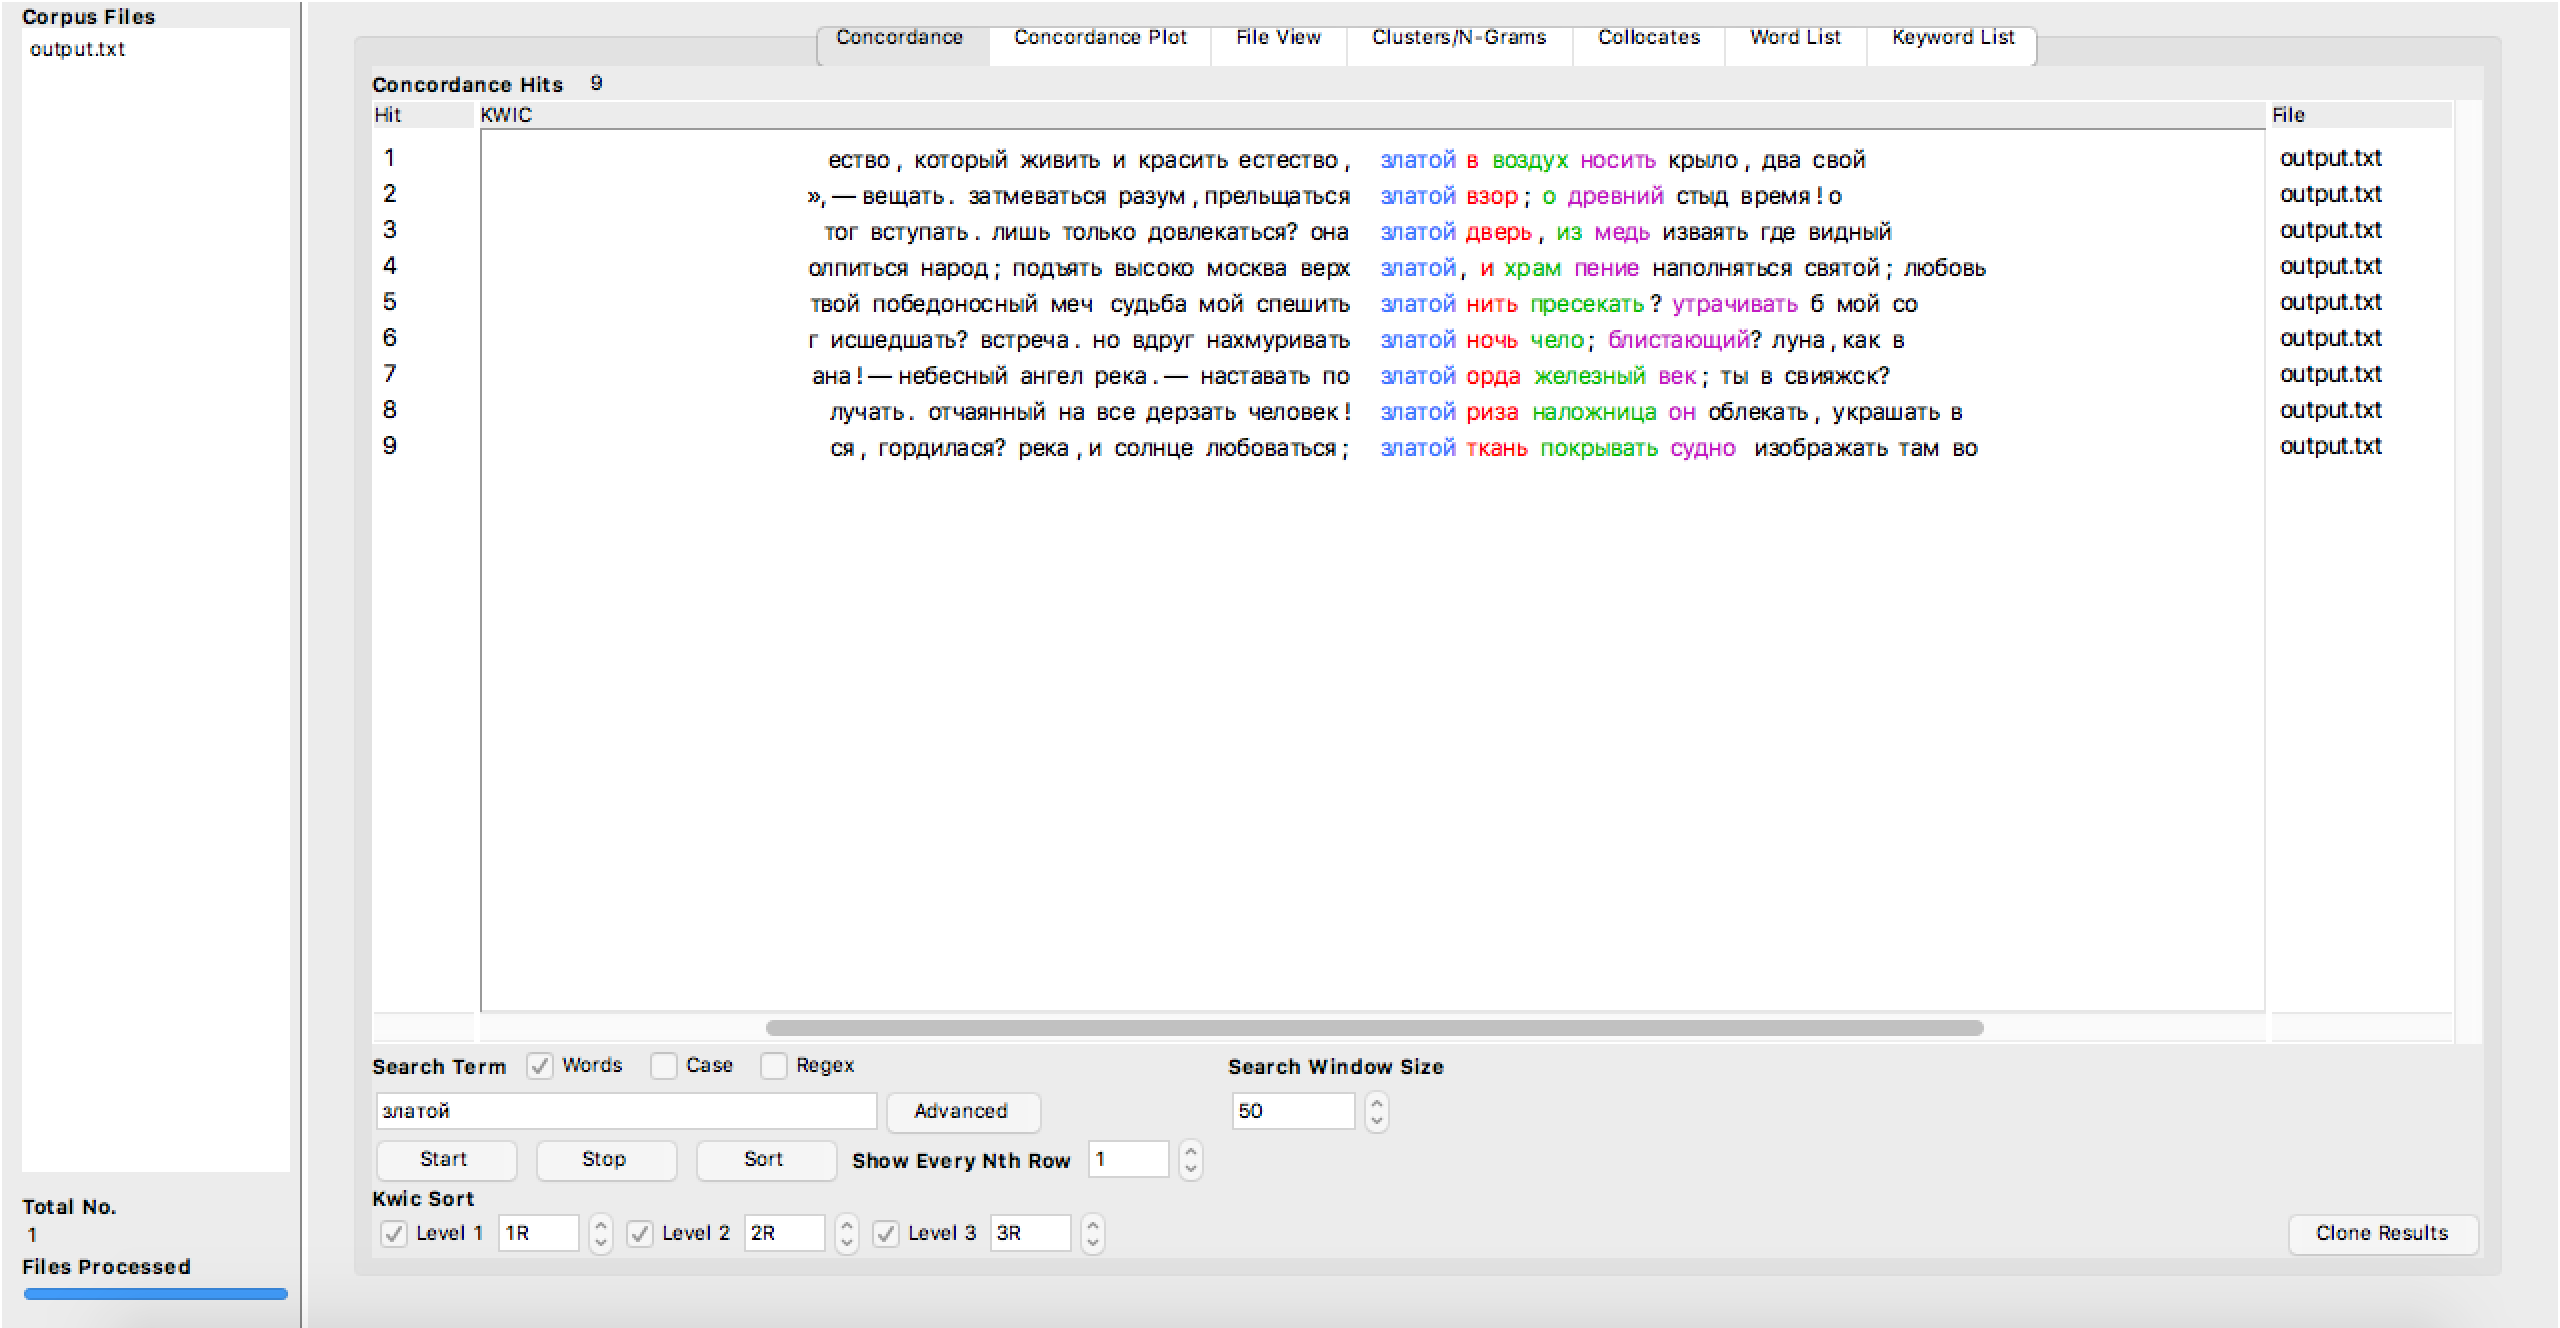 Corpus Files
output.txt
Concordance Concordance Plot File View Clusters/N-Grams Collocates Word List Keyword List
Concordance Hits 9
Hit KWIC File
1 ество, который живить и красить естество, златой в воздух носить крыло, два свой output.txt
2 », — вещать. затмеваться разум, прельщаться златой взор; о древний стыд время! о output.txt
3 тог вступать. лишь только довлекаться? она златой дверь, из медь изваять где видный output.txt
4 олпиться народ; подъять высоко москва верх златой, и храм пение наполняться святой; любовь output.txt
5 твой победоносный меч судьба мой спешить златой нить пресекать? утрачивать б мой со output.txt
6 г исшедшать? встреча. но вдруг нахмуривать златой ночь чело; блистающий? луна, как в output.txt
7 ана! — небесный ангел река. — наставать по златой орда железный век; ты в свияжск? output.txt
8 лучать. отчаянный на все дерзать человек! златой риза наложница он облекать, украшать в output.txt
9 ся, гордилася? река, и солнце любоваться; златой ткань покрывать судно изображать там во output.txt
Search Term Words Case Regex Search Window Size
златой Advanced 50
Start Stop Sort Show Every Nth Row 1
Kwic Sort
Level 1 1R Level 2 2R Level 3 3R Clone Results
Total No.
1
Files Processed